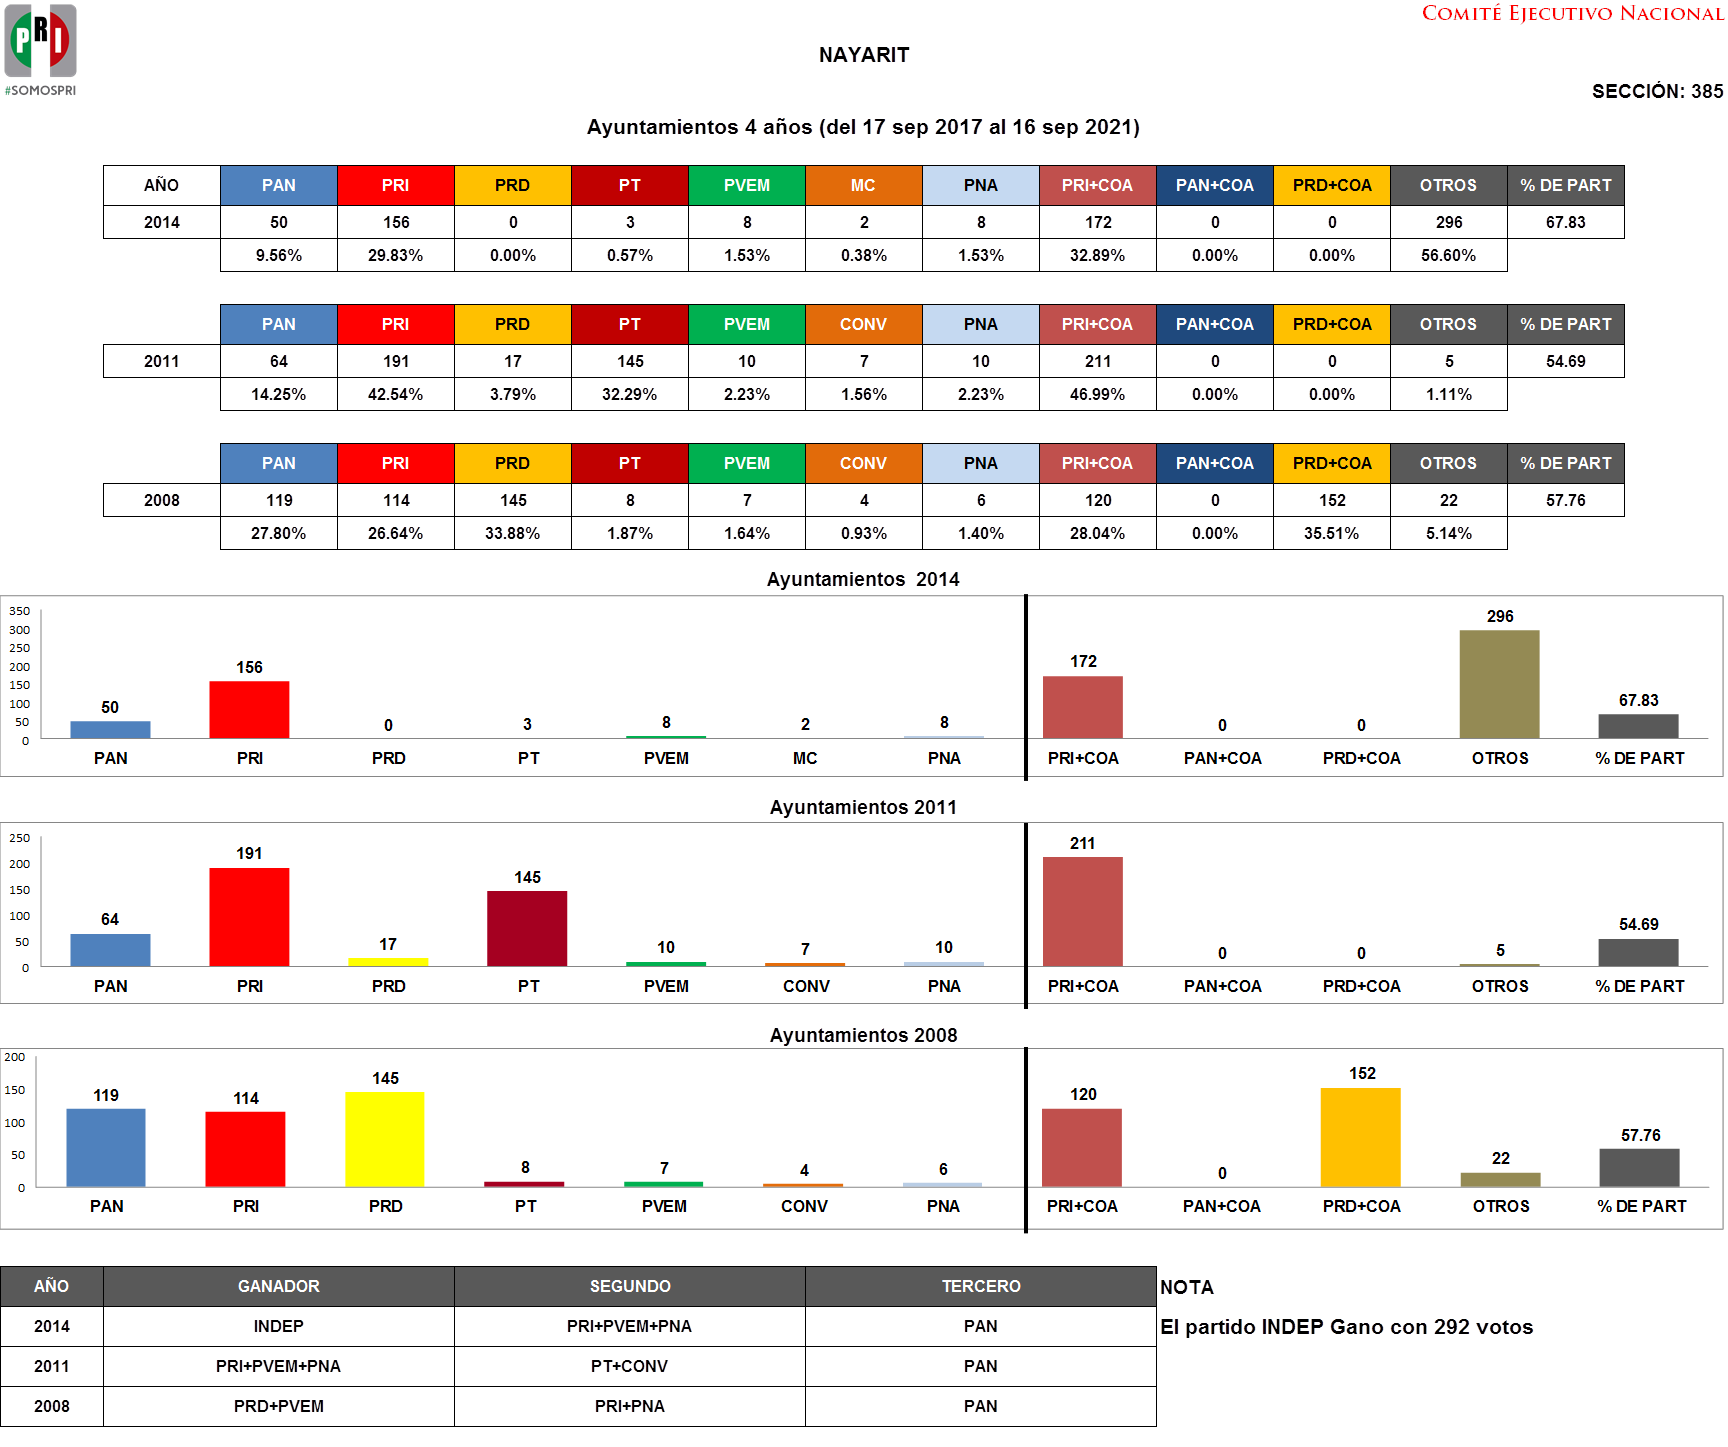 COMITÉ EJECUTIVO NACIONAL
PRI
#SOMOSPRI
NAYARIT
SECCIÓN: 385
Ayuntamientos 4 años (del 17 sep 2017 al 16 sep 2021)
AÑO PAN PRI PRD PT PVEM MC PNA PRI+COA PAN+COA PRD+COA OTROS % DE PART
2014 50 156 0 3 8 2 8 172 0 0 296 67.83
9.56% 29.83% 0.00% 0.57% 1.53% 0.38% 1.53% 32.89% 0.00% 0.00% 56.60%
PAN PRI PRD PT PVEM CONV PNA PRI+COA PAN+COA PRD+COA OTROS % DE PART
2011 64 191 17 145 10 7 10 211 0 0 5 54.69
14.25% 42.54% 3.79% 32.29% 2.23% 1.56% 2.23% 46.99% 0.00% 0.00% 1.11%
PAN PRI PRD PT PVEM CONV PNA PRI+COA PAN+COA PRD+COA OTROS % DE PART
2008 119 114 145 8 7 4 6 120 0 152 22 57.76
27.80% 26.64% 33.88% 1.87% 1.64% 0.93% 1.40% 28.04% 0.00% 35.51% 5.14%
Ayuntamientos 2014
350
300
250
200
150
100
50
0
50 156 0 3 8 2 8 172 0 0 296 67.83
PAN PRI PRD PT PVEM MC PNA PRI+COA PAN+COA PRD+COA OTROS % DE PART
Ayuntamientos 2011
250
200
150
100
50
0
64 191 17 145 10 7 10 211 0 0 5 54.69
PAN PRI PRD PT PVEM CONV PNA PRI+COA PAN+COA PRD+COA OTROS % DE PART
Ayuntamientos 2008
200
150
100
50
0
119 114 145 8 7 4 6 120 0 152 22 57.76
PAN PRI PRD PT PVEM CONV PNA PRI+COA PAN+COA PRD+COA OTROS % DE PART
AÑO GANADOR SEGUNDO TERCERO NOTA
2014 INDEP PRI+PVEM+PNA PAN El partido INDEP Gano con 292 votos
2011 PRI+PVEM+PNA PT+CONV PAN
2008 PRD+PVEM PRI+PNA PAN